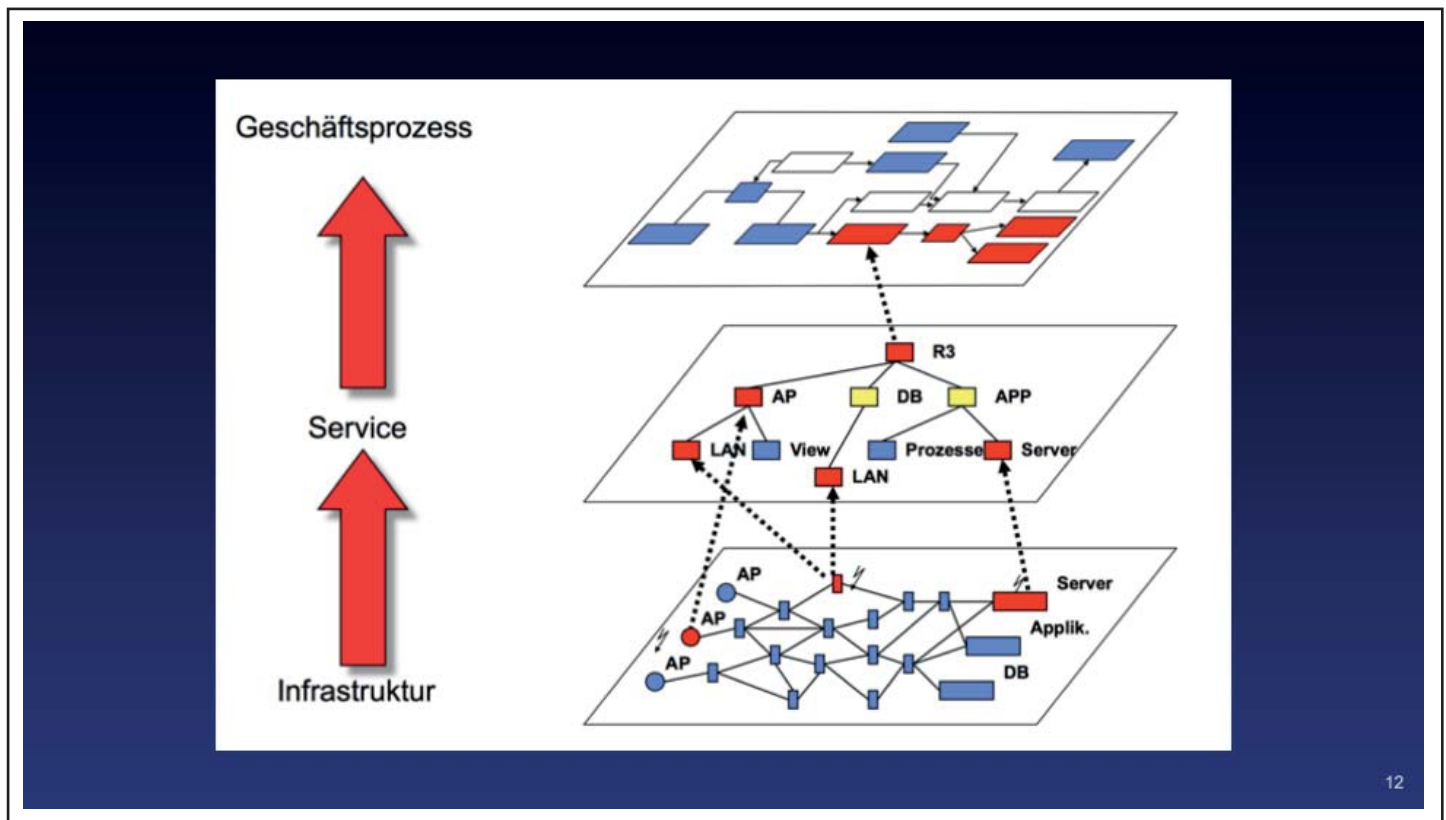 Geschäftsprozess
Service
Infrastruktur
R3
AP DB APP
LAN View Prozesse Server
LAN
AP Server
AP Applik.
AP DB
12